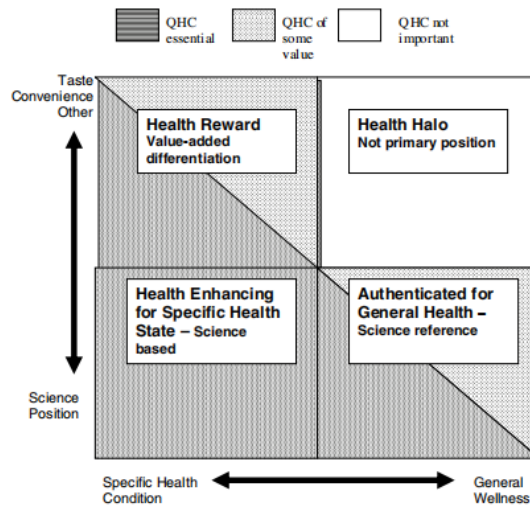 QHC
essential
QHC of
some
value
QHC not
important
Taste
Convenience
Other
Health Reward
Value-added
differentiation
Health Halo
Not primary position
Health Enhancing
for Specific Health
State – Science
based
Authenticated for
General Health –
Science reference
Science
Position
Specific Health
Condition
General
Wellness